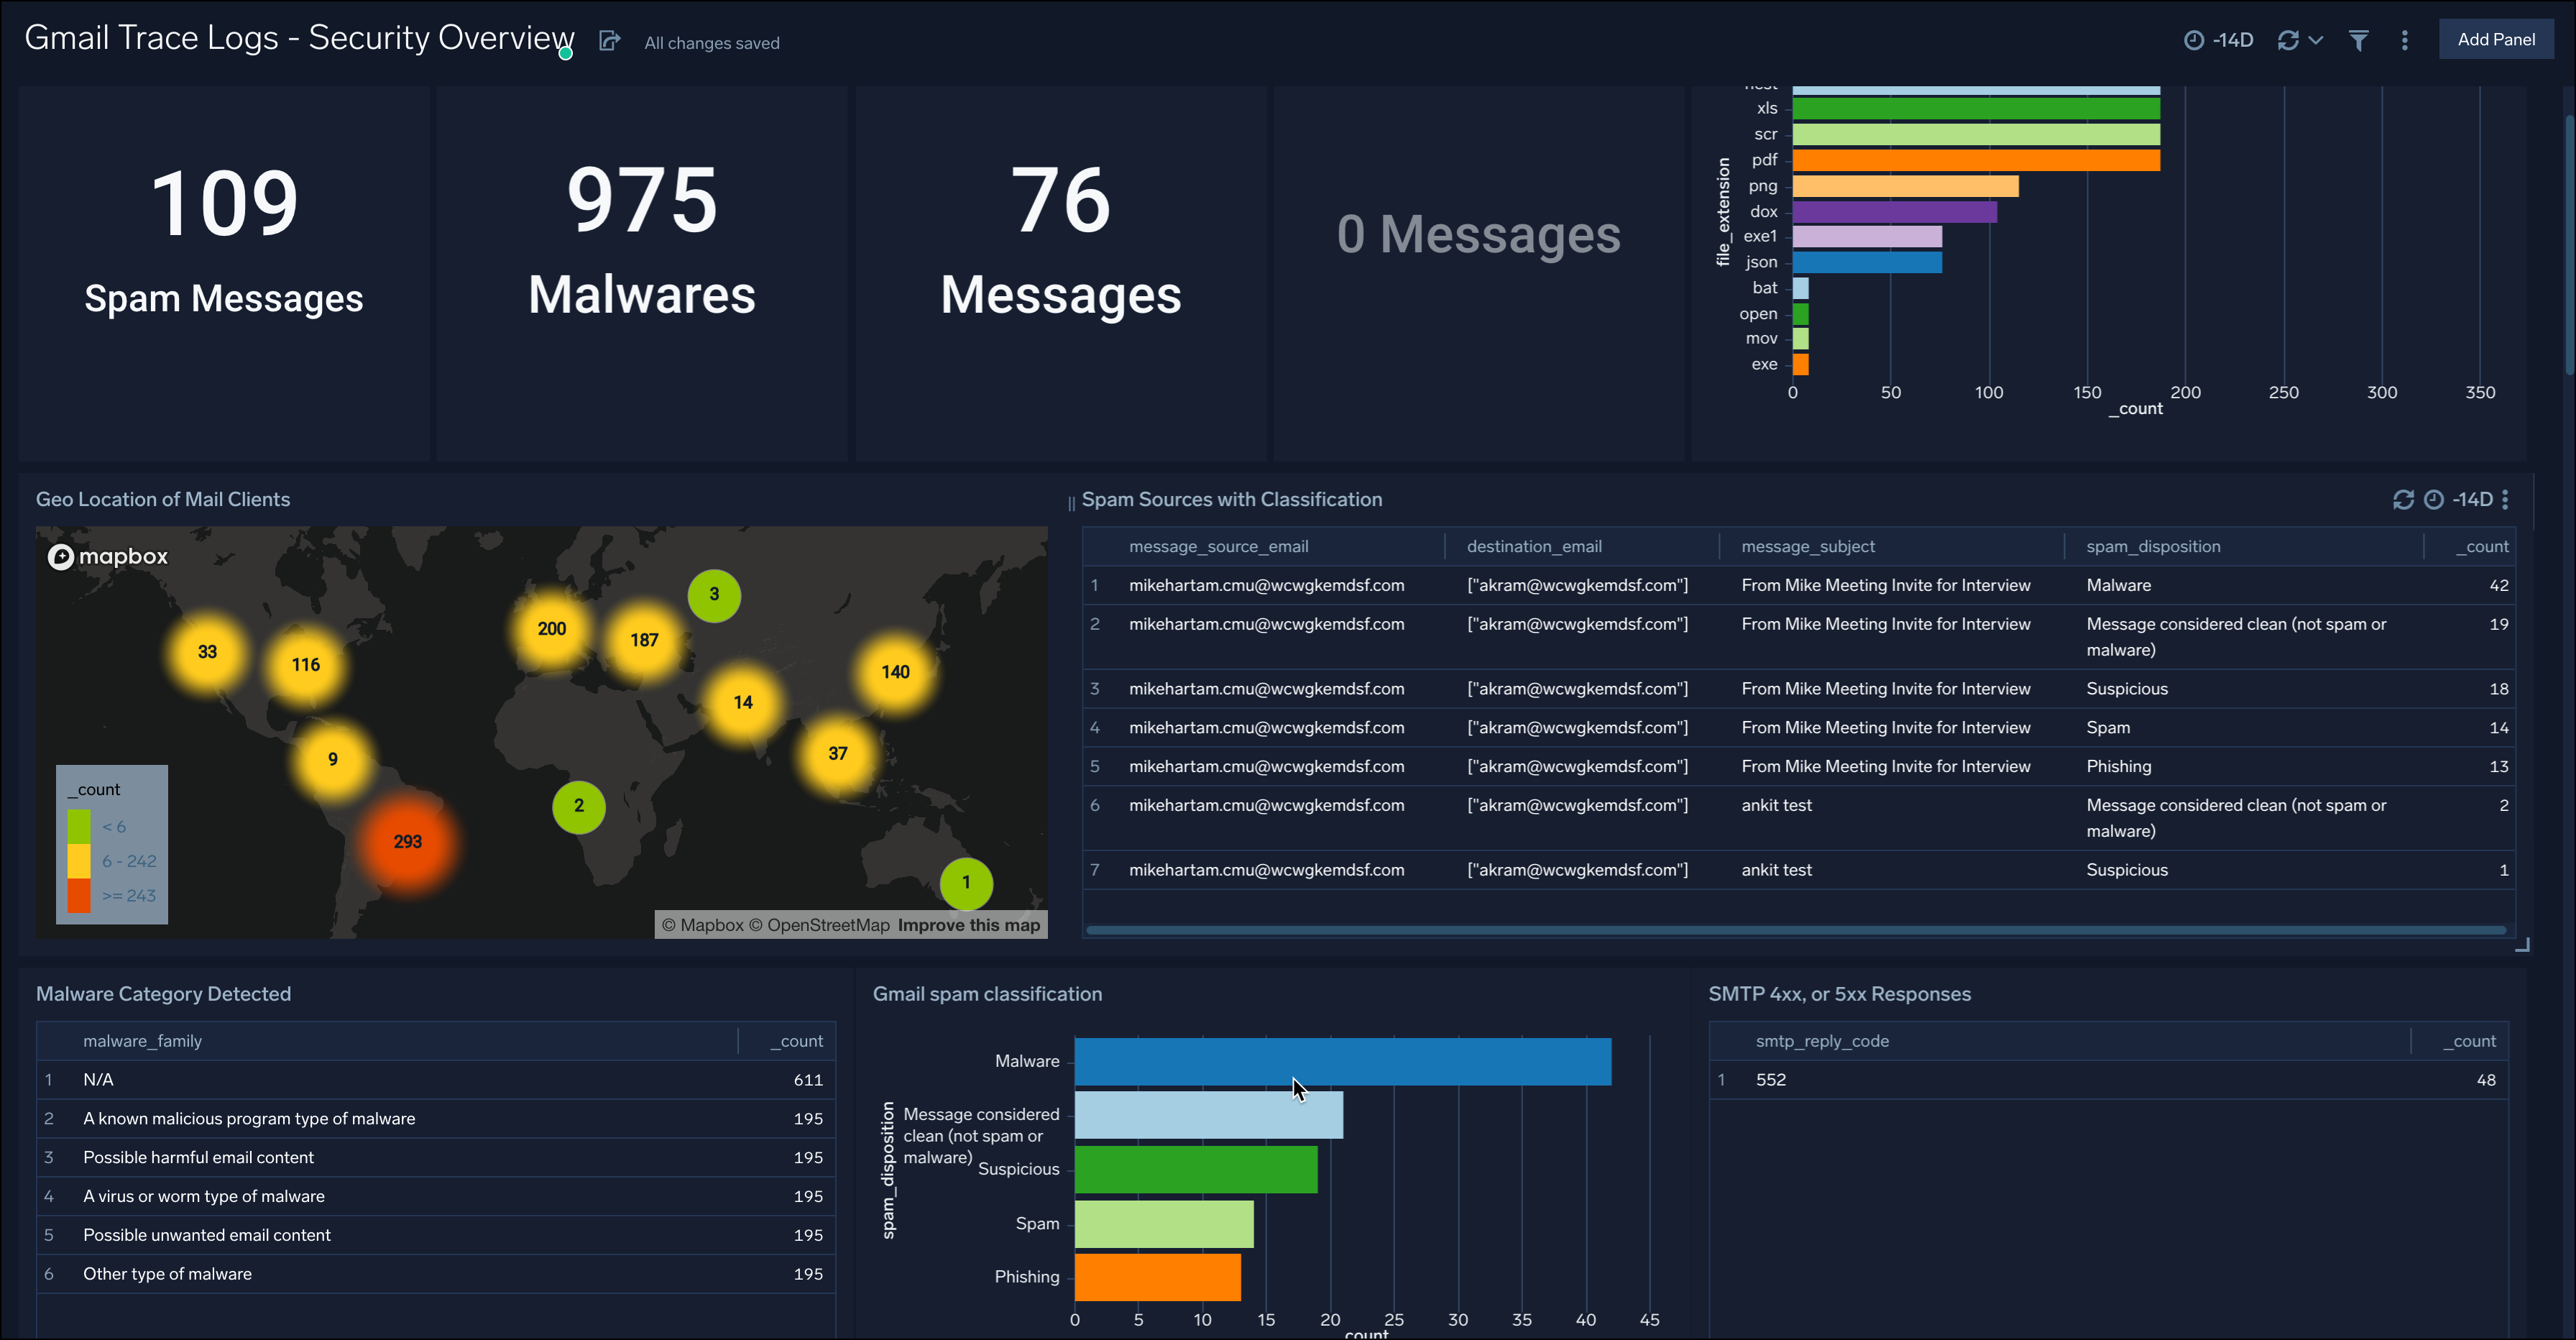 Gmail Trace Logs - Security Overview
All changes saved
-14D
Add Panel
109
Spam Messages
975
Malwares
76
Messages
0 Messages
file_extension
xls
scr
pdf
png
dox
exe1
json
bat
open
mov
exe
0 50 100 150 200 250 300 350
_count
Geo Location of Mail Clients
mapbox
33
116
200
187
3
140
14
37
9
2
293
1
_count
< 6
6 - 242
>= 243
© Mapbox © OpenStreetMap Improve this map
Spam Sources with Classification
-14D
message_source_email destination_email message_subject spam_disposition _count
1 mikehartam.cmu@wcwgkemdsf.com ["akram@wcwgkemdsf.com"] From Mike Meeting Invite for Interview Malware 42
2 mikehartam.cmu@wcwgkemdsf.com ["akram@wcwgkemdsf.com"] From Mike Meeting Invite for Interview Message considered clean (not spam or 19
malware)
3 mikehartam.cmu@wcwgkemdsf.com ["akram@wcwgkemdsf.com"] From Mike Meeting Invite for Interview Suspicious 18
4 mikehartam.cmu@wcwgkemdsf.com ["akram@wcwgkemdsf.com"] From Mike Meeting Invite for Interview Spam 14
5 mikehartam.cmu@wcwgkemdsf.com ["akram@wcwgkemdsf.com"] From Mike Meeting Invite for Interview Phishing 13
6 mikehartam.cmu@wcwgkemdsf.com ["akram@wcwgkemdsf.com"] ankit test Message considered clean (not spam or 2
malware)
7 mikehartam.cmu@wcwgkemdsf.com ["akram@wcwgkemdsf.com"] ankit test Suspicious 1
Malware Category Detected
malware_family _count
1 N/A 611
2 A known malicious program type of malware 195
3 Possible harmful email content 195
4 A virus or worm type of malware 195
5 Possible unwanted email content 195
6 Other type of malware 195
Gmail spam classification
spam_disposition
Malware
Message considered
clean (not spam or
malware)
Suspicious
Spam
Phishing
0 5 10 15 20 25 30 35 40 45
count
SMTP 4xx, or 5xx Responses
smtp_reply_code _count
1 552 48